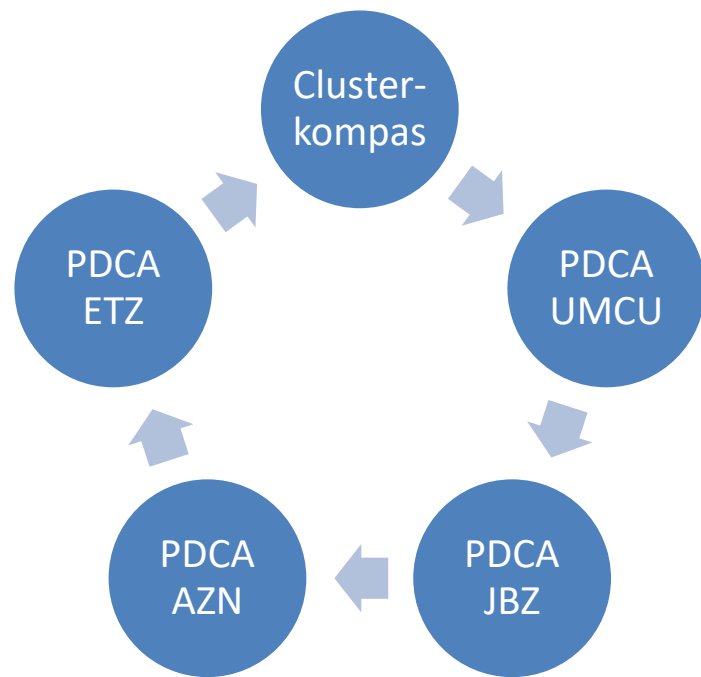 Cluster-
kompas
PDCA
UMCU
PDCA
JBZ
PDCA
AZN
PDCA
ETZ